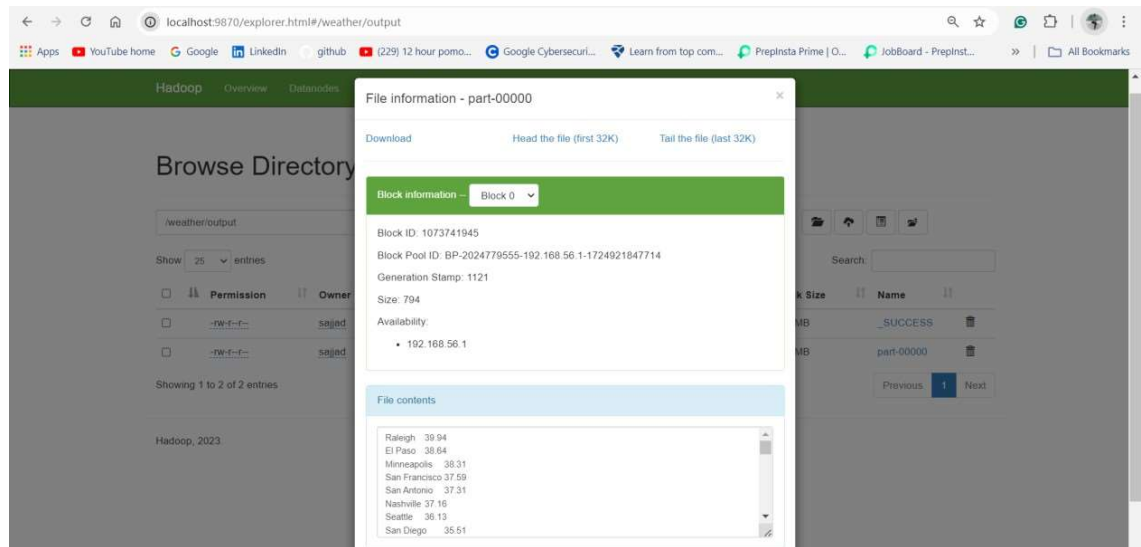 localhost:9870/explorer.html#/weather/output
Apps YouTube home Google LinkedIn github (229) 12 hour pomo... Google Cybersecuri... Learn from top com... PrepInsta Prime | O... JobBoard - PrepInst... » All Bookmarks
Hadoop Overview Datanodes
File information - part-00000 ×
Download Head the file (first 32K) Tail the file (last 32K)
Browse Directory
Block information -- Block 0
/weather/output
Block ID: 1073741945
Block Pool ID: BP-2024779555-192.168.56.1-1724921847714
Show 25 entries Search:
Generation Stamp: 1121
Permission Owner k Size Name
Size: 794
-rw-r--r-- sajjad MB _SUCCESS
Availability:
• 192.168.56.1
-rw-r--r-- sajjad MB part-00000
Showing 1 to 2 of 2 entries Previous 1 Next
File contents
Hadoop, 2023.
Raleigh 39.94
El Paso 38.64
Minneapolis 38.31
San Francisco 37.59
San Antonio 37.31
Nashville 37.16
Seattle 36.13
San Diego 35.51